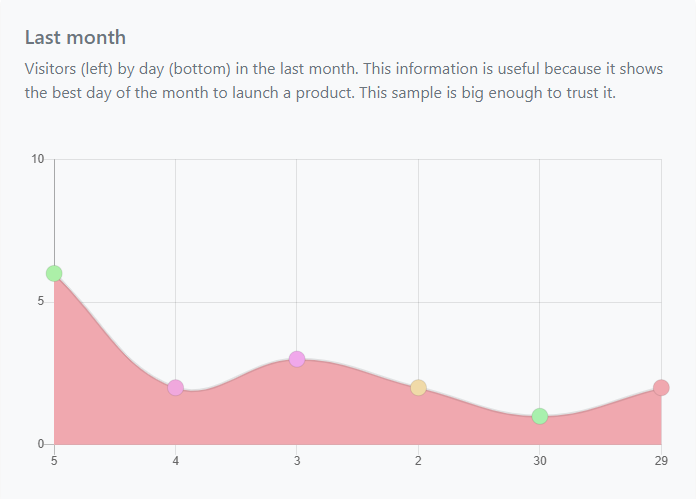 Last month
Visitors (left) by day (bottom) in the last month. This information is useful because it shows
the best day of the month to launch a product. This sample is big enough to trust it.
10
5
0
5 4 3 2 30 29